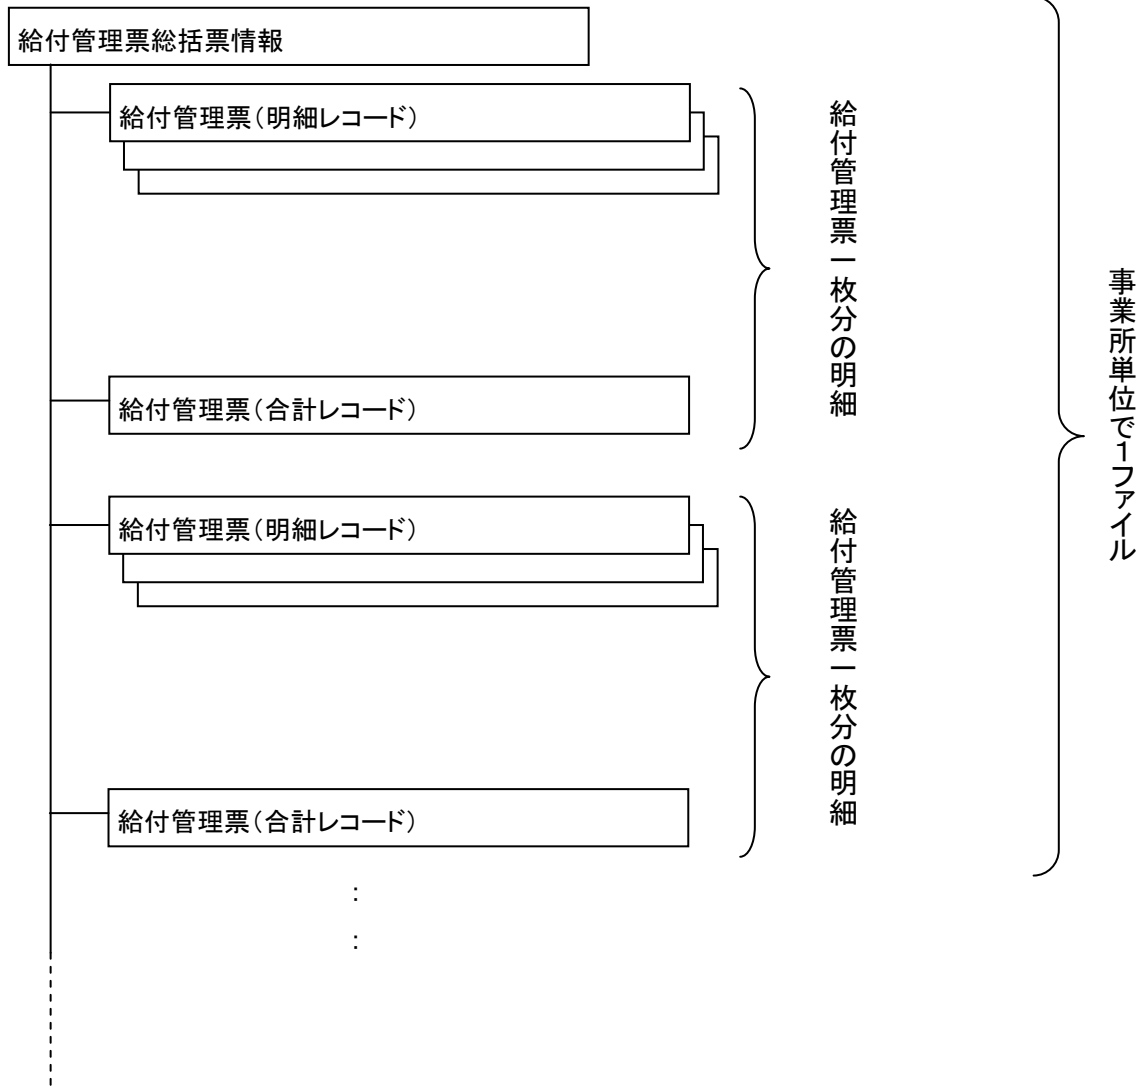 給付管理票総括票情報
給付管理票（明細レコード）
給付管理票一枚分の明細
給付管理票（合計レコード）
給付管理票（明細レコード）
給付管理票一枚分の明細
給付管理票（合計レコード）
：
：
事業所単位で１ファイル